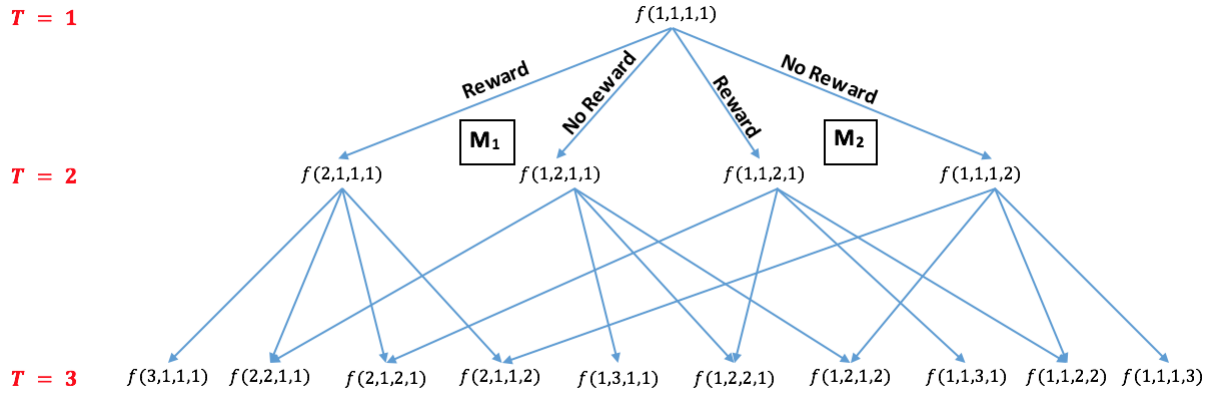 T = 1
f(1,1,1,1)
Reward
No Reward
Reward
No Reward
M₁
M₂
T = 2
f(2,1,1,1)
f(1,2,1,1)
f(1,1,2,1)
f(1,1,1,2)
T = 3
f(3,1,1,1)
f(2,2,1,1)
f(2,1,2,1)
f(2,1,1,2)
f(1,3,1,1)
f(1,2,2,1)
f(1,2,1,2)
f(1,1,3,1)
f(1,1,2,2)
f(1,1,1,3)